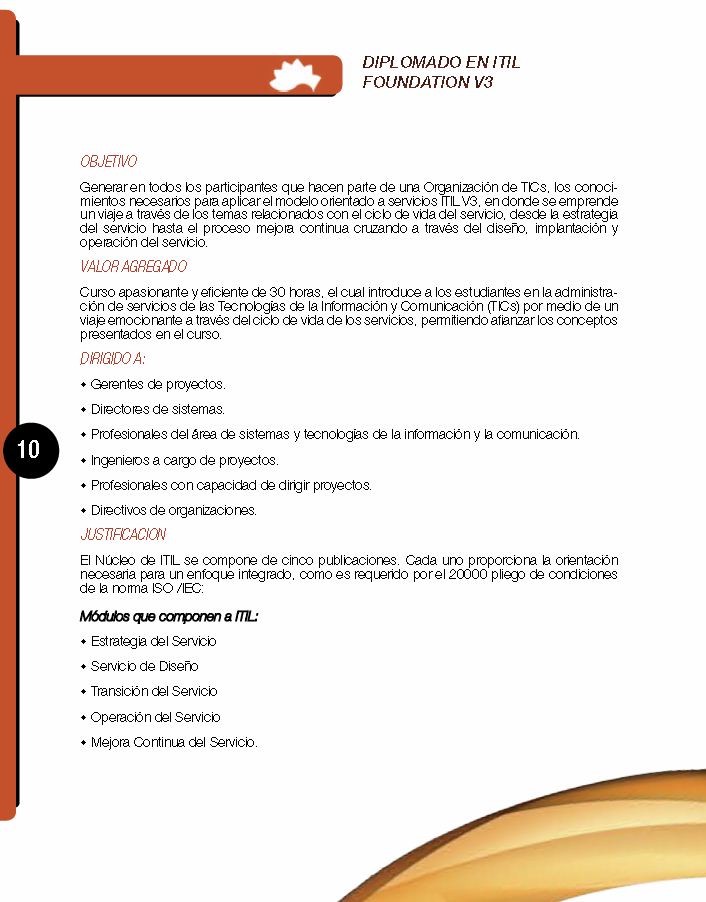 DIPLOMADO EN ITIL
FOUNDATION V3
OBJETIVO
Generar en todos los participantes que hacen parte de una Organización de TICs, los conoci-
mientos necesarios para aplicar el modelo orientado a servicios ITIL V3, en donde se emprende
un viaje a través de los temas relacionados con el ciclo de vida del servicio, desde la estrategia
del servicio hasta el proceso mejora continua cruzando a través del diseño, implantación y
operación del servicio.
VALOR AGREGADO
Curso apasionante y eficiente de 30 horas, el cual introduce a los estudiantes en la administra-
ción de servicios de las Tecnologías de la Información y Comunicación (TICs) por medio de un
viaje emocionante a través del ciclo de vida de los servicios, permitiendo afianzar los conceptos
presentados en el curso.
DIRIGIDO A:
• Gerentes de proyectos.
• Directores de sistemas.
• Profesionales del área de sistemas y tecnologías de la información y la comunicación.
10
• Ingenieros a cargo de proyectos.
• Profesionales con capacidad de dirigir proyectos.
• Directivos de organizaciones.
JUSTIFICACION
El Núcleo de ITIL se compone de cinco publicaciones. Cada uno proporciona la orientación
necesaria para un enfoque integrado, como es requerido por el 20000 pliego de condiciones
de la norma ISO /IEC:
Módulos que componen a ITIL:
• Estrategia del Servicio
• Servicio de Diseño
• Transición del Servicio
• Operación del Servicio
• Mejora Continua del Servicio.